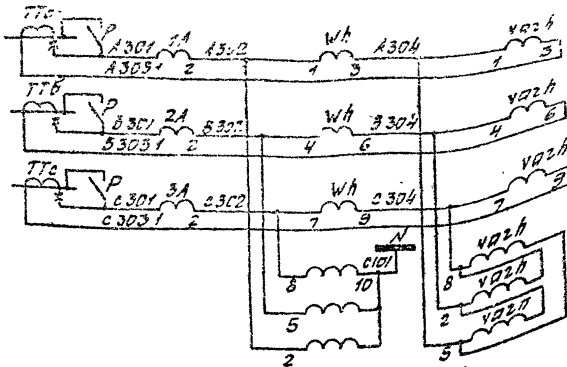 ТТа
Р 1А Wh varh
А301 А302 А304
А3031 2 1 3 1 3
ТТб
Р 2А Wh varh
В301 В304
В3031 2 4 6 4 6
ТТс
Р 3А Wh varh
С301 С302 С304
С3031 2 7 9 7 9
N
С101
8 10 8 varh
5 2 varh
2 5 varh